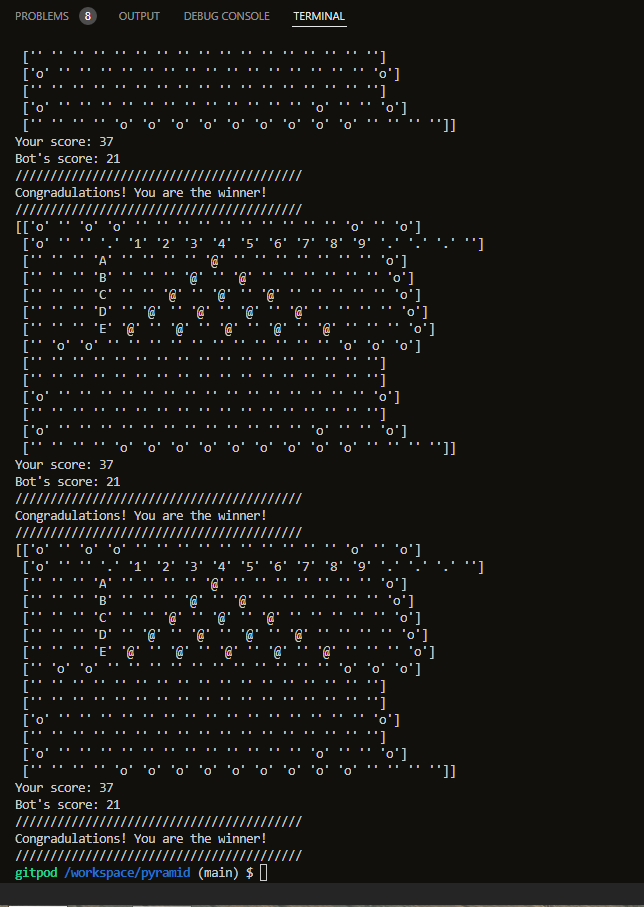 ['' '' '' '' '' '' '' '' '' '' '' '' '' '' '' '' '']
['o' '' '' '' '' '' '' '' '' '' '' '' '' '' '' '' 'o']
['' '' '' '' '' '' '' '' '' '' '' '' '' '' '' '' '']
['o' '' '' '' '' '' '' '' '' '' '' '' '' 'o' '' '' 'o']
['' '' '' '' 'o' 'o' 'o' 'o' 'o' 'o' 'o' 'o' 'o' '' '' '' '']]
Your score: 37
Bot's score: 21
/////////////////////////////////////////
Congradulations! You are the winner!
/////////////////////////////////////////
[['o' '' 'o' 'o' '' '' '' '' '' '' '' '' '' '' 'o' '' 'o']
['o' '' '' '.' '1' '2' '3' '4' '5' '6' '7' '8' '9' '.' '.' '.' '']
['' '' '' 'A' '' '' '' '' '@' '' '' '' '' '' '' '' 'o']
['' '' '' 'B' '' '' '' '@' '' '@' '' '' '' '' '' '' 'o']
['' '' '' 'C' '' '' '@' '' '@' '' '@' '' '' '' '' '' 'o']
['' '' '' 'D' '' '@' '' '@' '' '@' '' '@' '' '' '' '' 'o']
['' '' '' 'E' '@' '' '@' '' '@' '' '@' '' '@' '' '' '' 'o']
['' 'o' 'o' '' '' '' '' '' '' '' '' '' '' '' 'o' 'o' 'o']
['' '' '' '' '' '' '' '' '' '' '' '' '' '' '' '' '']
['' '' '' '' '' '' '' '' '' '' '' '' '' '' '' '' '']
['o' '' '' '' '' '' '' '' '' '' '' '' '' '' '' '' 'o']
['' '' '' '' '' '' '' '' '' '' '' '' '' '' '' '' '']
['o' '' '' '' '' '' '' '' '' '' '' '' '' 'o' '' '' 'o']
['' '' '' '' 'o' 'o' 'o' 'o' 'o' 'o' 'o' 'o' 'o' '' '' '' '']]
Your score: 37
Bot's score: 21
/////////////////////////////////////////
Congradulations! You are the winner!
/////////////////////////////////////////
[['o' '' 'o' 'o' '' '' '' '' '' '' '' '' '' '' 'o' '' 'o']
['o' '' '' '.' '1' '2' '3' '4' '5' '6' '7' '8' '9' '.' '.' '.' '']
['' '' '' 'A' '' '' '' '' '@' '' '' '' '' '' '' '' 'o']
['' '' '' 'B' '' '' '' '@' '' '@' '' '' '' '' '' '' 'o']
['' '' '' 'C' '' '' '@' '' '@' '' '@' '' '' '' '' '' 'o']
['' '' '' 'D' '' '@' '' '@' '' '@' '' '@' '' '' '' '' 'o']
['' '' '' 'E' '@' '' '@' '' '@' '' '@' '' '@' '' '' '' 'o']
['' 'o' 'o' '' '' '' '' '' '' '' '' '' '' '' 'o' 'o' 'o']
['' '' '' '' '' '' '' '' '' '' '' '' '' '' '' '' '']
['' '' '' '' '' '' '' '' '' '' '' '' '' '' '' '' '']
['o' '' '' '' '' '' '' '' '' '' '' '' '' '' '' '' 'o']
['' '' '' '' '' '' '' '' '' '' '' '' '' '' '' '' '']
['o' '' '' '' '' '' '' '' '' '' '' '' '' 'o' '' '' 'o']
['' '' '' '' 'o' 'o' 'o' 'o' 'o' 'o' 'o' 'o' 'o' '' '' '' '']]
Your score: 37
Bot's score: 21
/////////////////////////////////////////
Congradulations! You are the winner!
/////////////////////////////////////////
gitpod /workspace/pyramid (main) $
PROBLEMS 8 OUTPUT DEBUG CONSOLE TERMINAL